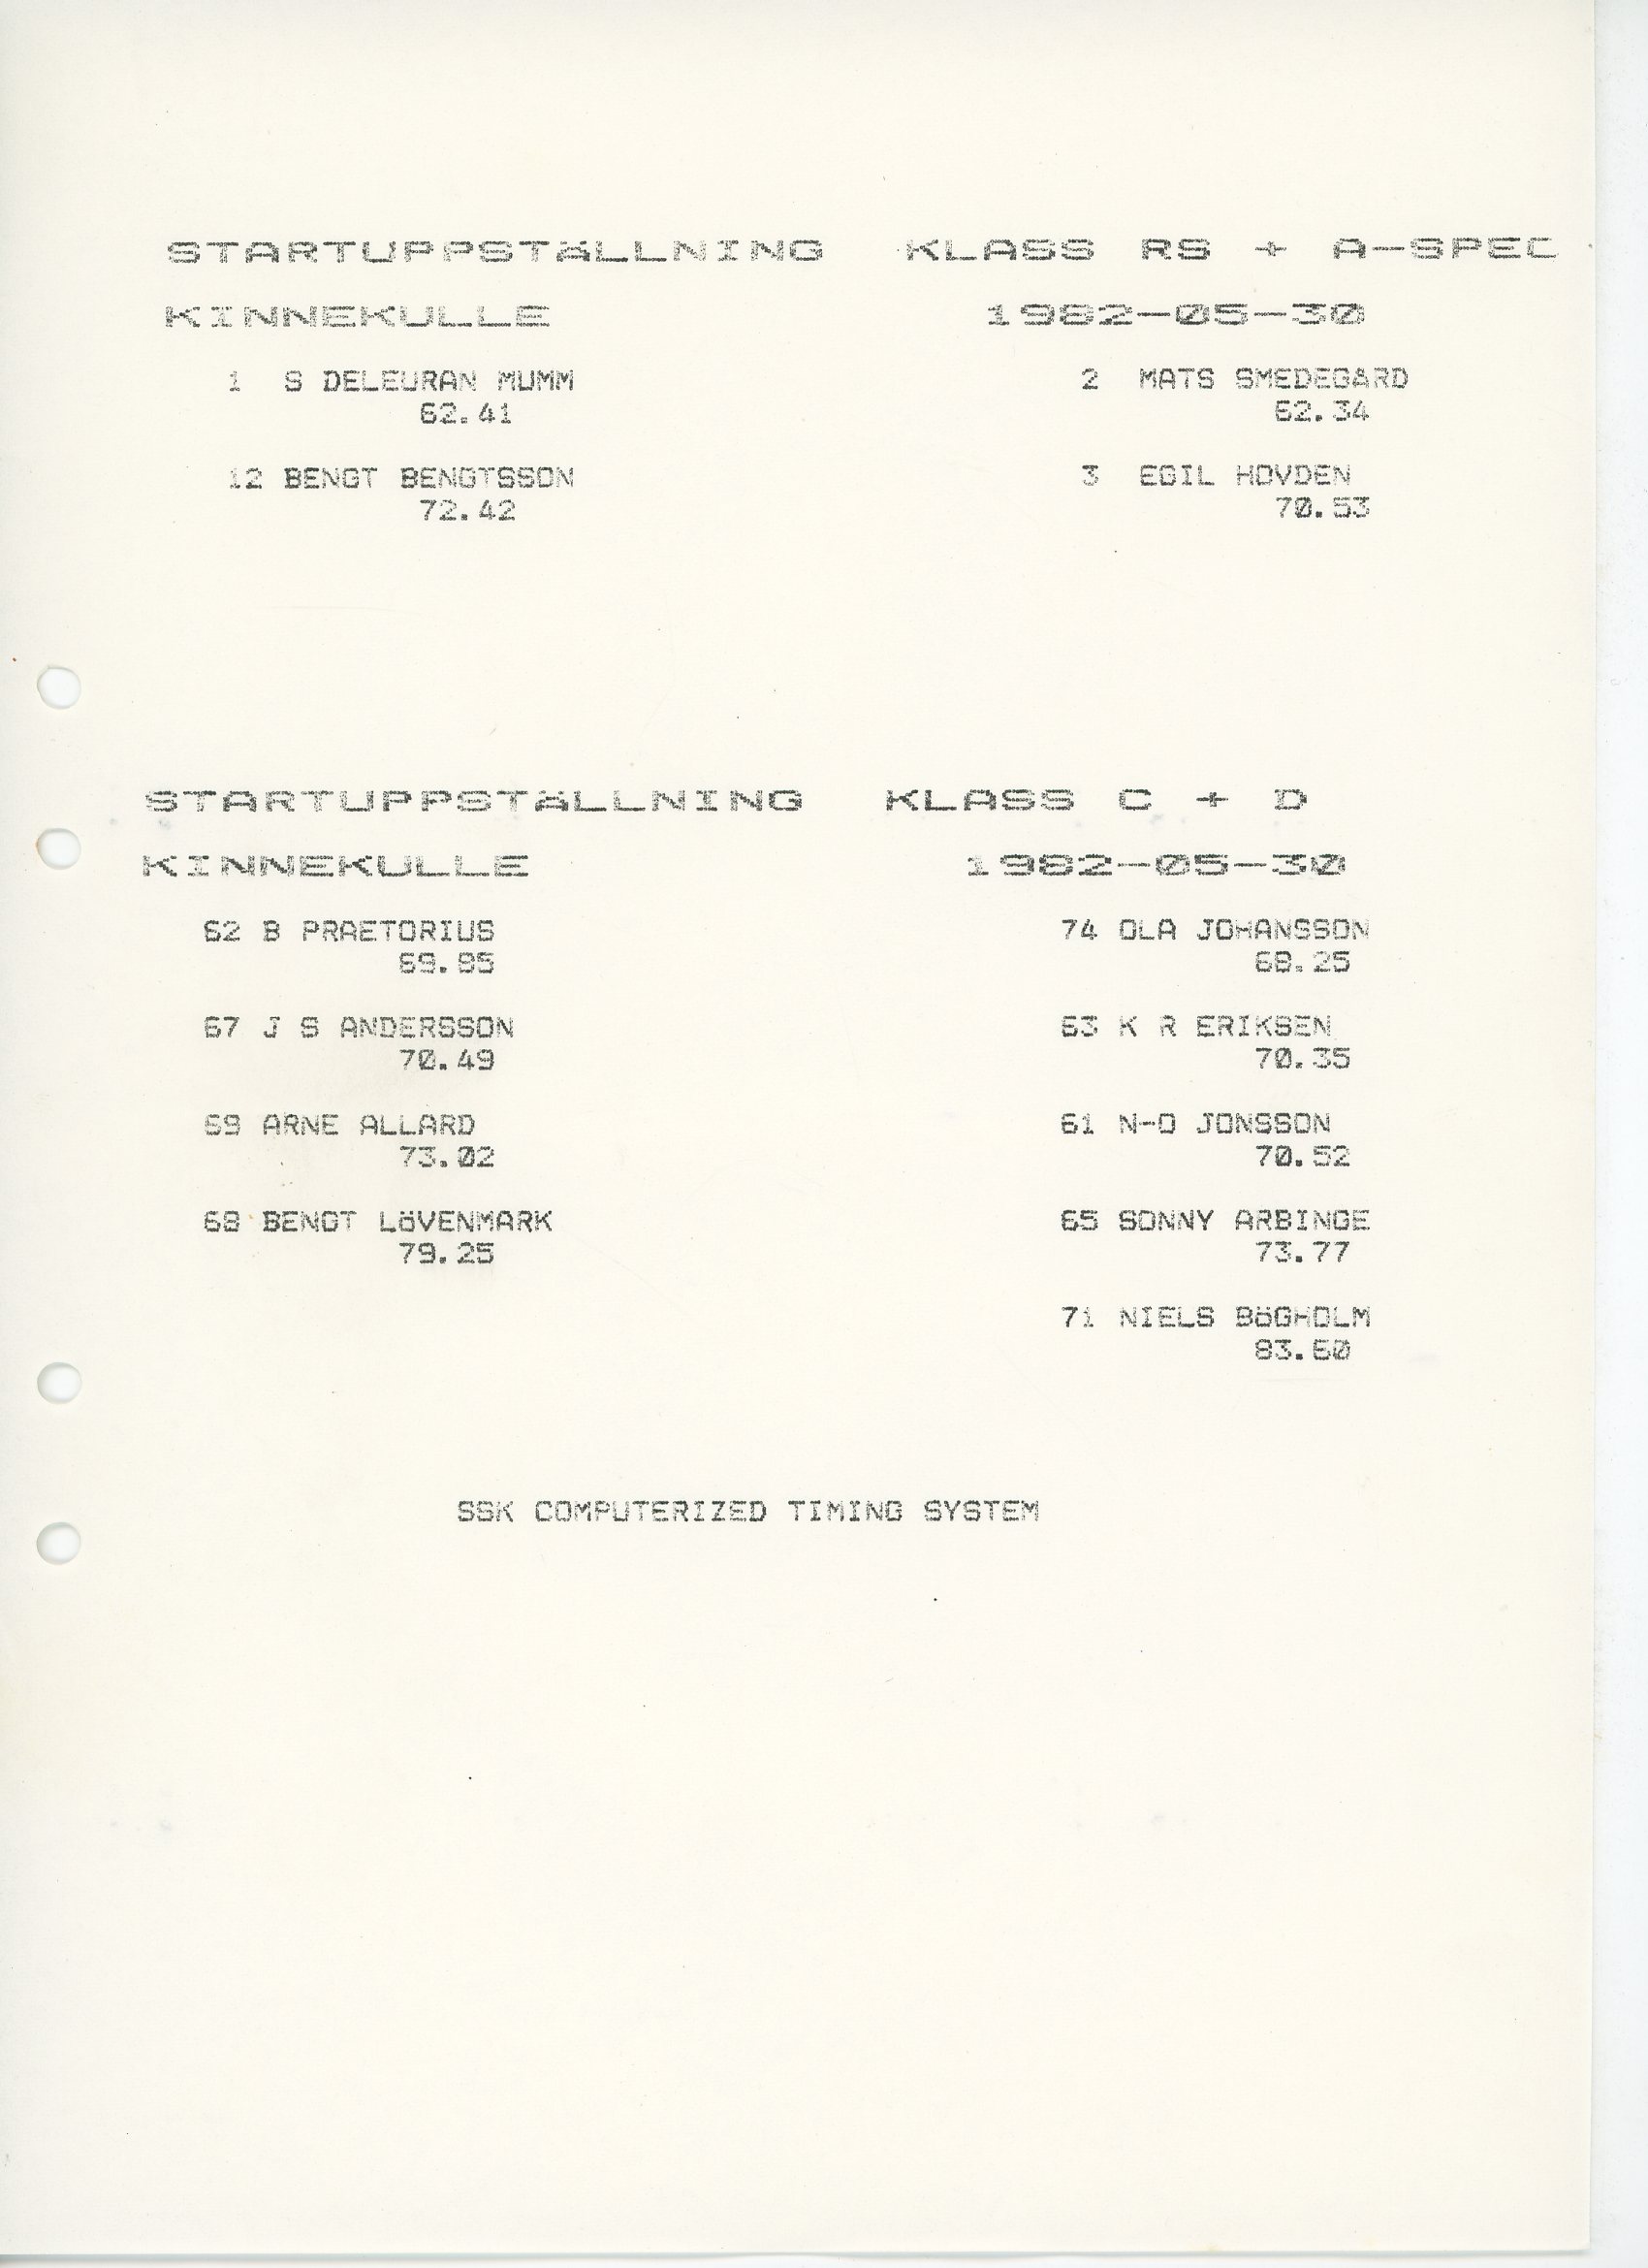 STARTUPPSTÄLLNING KLASS RS + A-SPEC
KINNEKULLE 1982-05-30
1 S DELEURAN MUMM 2 MATS SMEDEGÅRD
62.41 62.34
12 BENGT BENGTSSON 3 EGIL HOVDEN
72.42 70.53
STARTUPPSTÄLLNING KLASS C + D
KINNEKULLE 1982-05-30
62 B PRAETORIUS 74 OLA JOHANSSON
69.85 68.25
67 J S ANDERSSON 63 K R ERIKSEN
70.49 70.35
69 ARNE ALLARD 61 N-O JONSSON
73.02 70.52
68 BENGT LÖVENMARK 65 SONNY ARBINGE
79.25 73.77
71 NIELS BÖGHOLM
83.60
SSK COMPUTERIZED TIMING SYSTEM